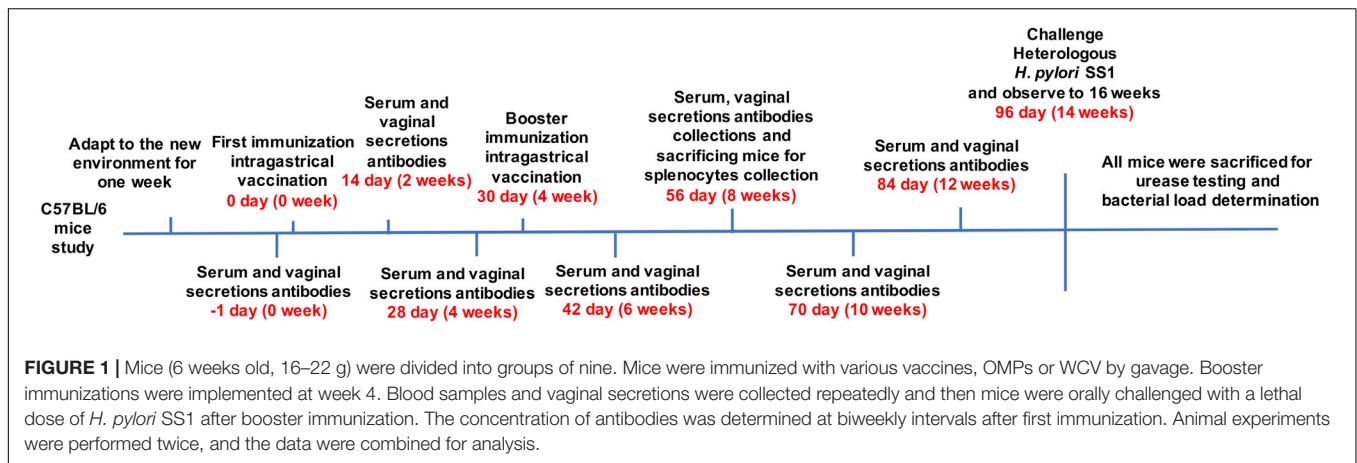 Adapt to the new
environment for
one week
First immunization
intragastrical
vaccination
0 day (0 week)
Serum and
vaginal
secretions
antibodies
14 day (2 weeks)
Booster
immunization
intragastrical
vaccination
30 day (4 week)
Serum, vaginal
secretions antibodies
collections and
sacrificing mice for
splenocytes collection
56 day (8 weeks)
Serum and vaginal
secretions antibodies
84 day (12 weeks)
Challenge
Heterologous
H. pylori SS1
and observe to 16 weeks
96 day (14 weeks)
All mice were sacrificed for
urease testing and
bacterial load determination
C57BL/6
mice
study
Serum and vaginal
secretions antibodies
-1 day (0 week)
Serum and vaginal
secretions antibodies
28 day (4 weeks)
Serum and vaginal
secretions antibodies
42 day (6 weeks)
Serum and vaginal
secretions antibodies
70 day (10 weeks)
FIGURE 1 | Mice (6 weeks old, 16–22 g) were divided into groups of nine. Mice were immunized with various vaccines, OMPs or WCV by gavage. Booster
immunizations were implemented at week 4. Blood samples and vaginal secretions were collected repeatedly and then mice were orally challenged with a lethal
dose of H. pylori SS1 after booster immunization. The concentration of antibodies was determined at biweekly intervals after first immunization. Animal experiments
were performed twice, and the data were combined for analysis.